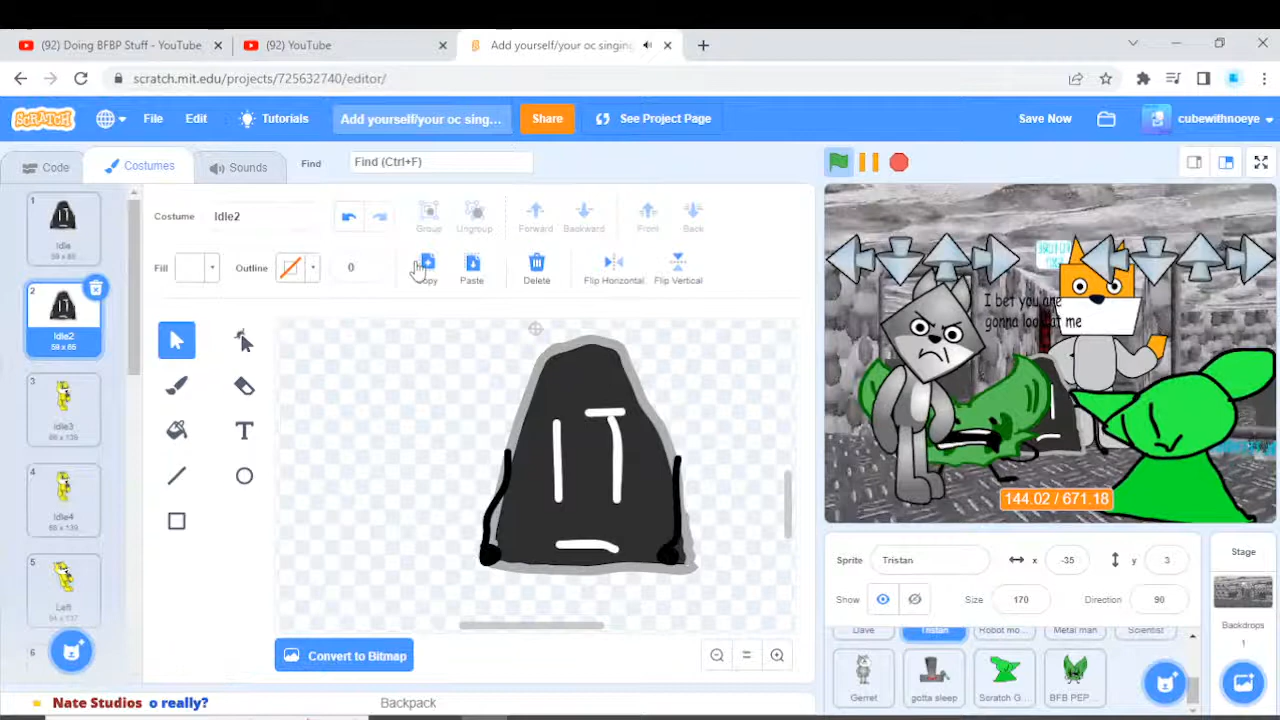 (92) Doing BFBP Stuff - YouTube
(92) YouTube
Add yourself/your oc singing
scratch.mit.edu/projects/725632740/editor/
SCRATCH
File
Edit
Tutorials
Add yourself/your oc sing...
Share
See Project Page
Save Now
cubewithnoeye
Code
Costumes
Sounds
Find
Find (Ctrl+F)
Costume
Idle2
Group
Ungroup
Forward
Backward
Front
Back
Fill
Outline
0
Copy
Paste
Delete
Flip Horizontal
Flip Vertical
1
Idle
2
Idle2
59 x 65
3
idle3
4
Idle4
5
Left
6
Convert to Bitmap
I bet you are
gonna look at me
144.02 / 671.18
Sprite
Tristan
x
-35
y
3
Show
Size
170
Direction
90
Stage
Backdrops
1
Dave
Tristan
Robot mo...
Metal man
Scientist
Gerret
gotta sleep
Scratch G...
BFB PEP...
Nate Studios o really?
Backpack